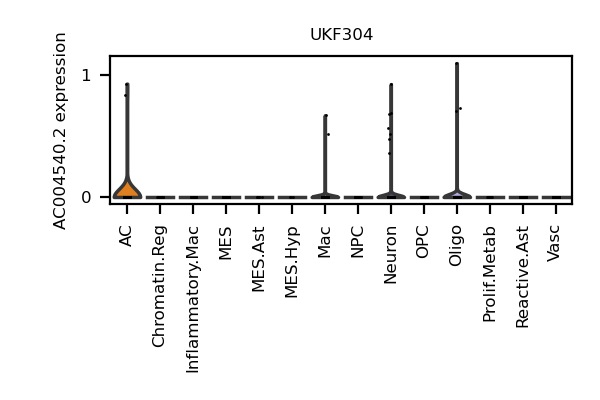 UKF304
AC004540.2 expression
1
0
AC
Chromatin.Reg
Inflammatory.Mac
MES
MES.Ast
MES.Hyp
Mac
NPC
Neuron
OPC
Oligo
Prolif.Metab
Reactive.Ast
Vasc